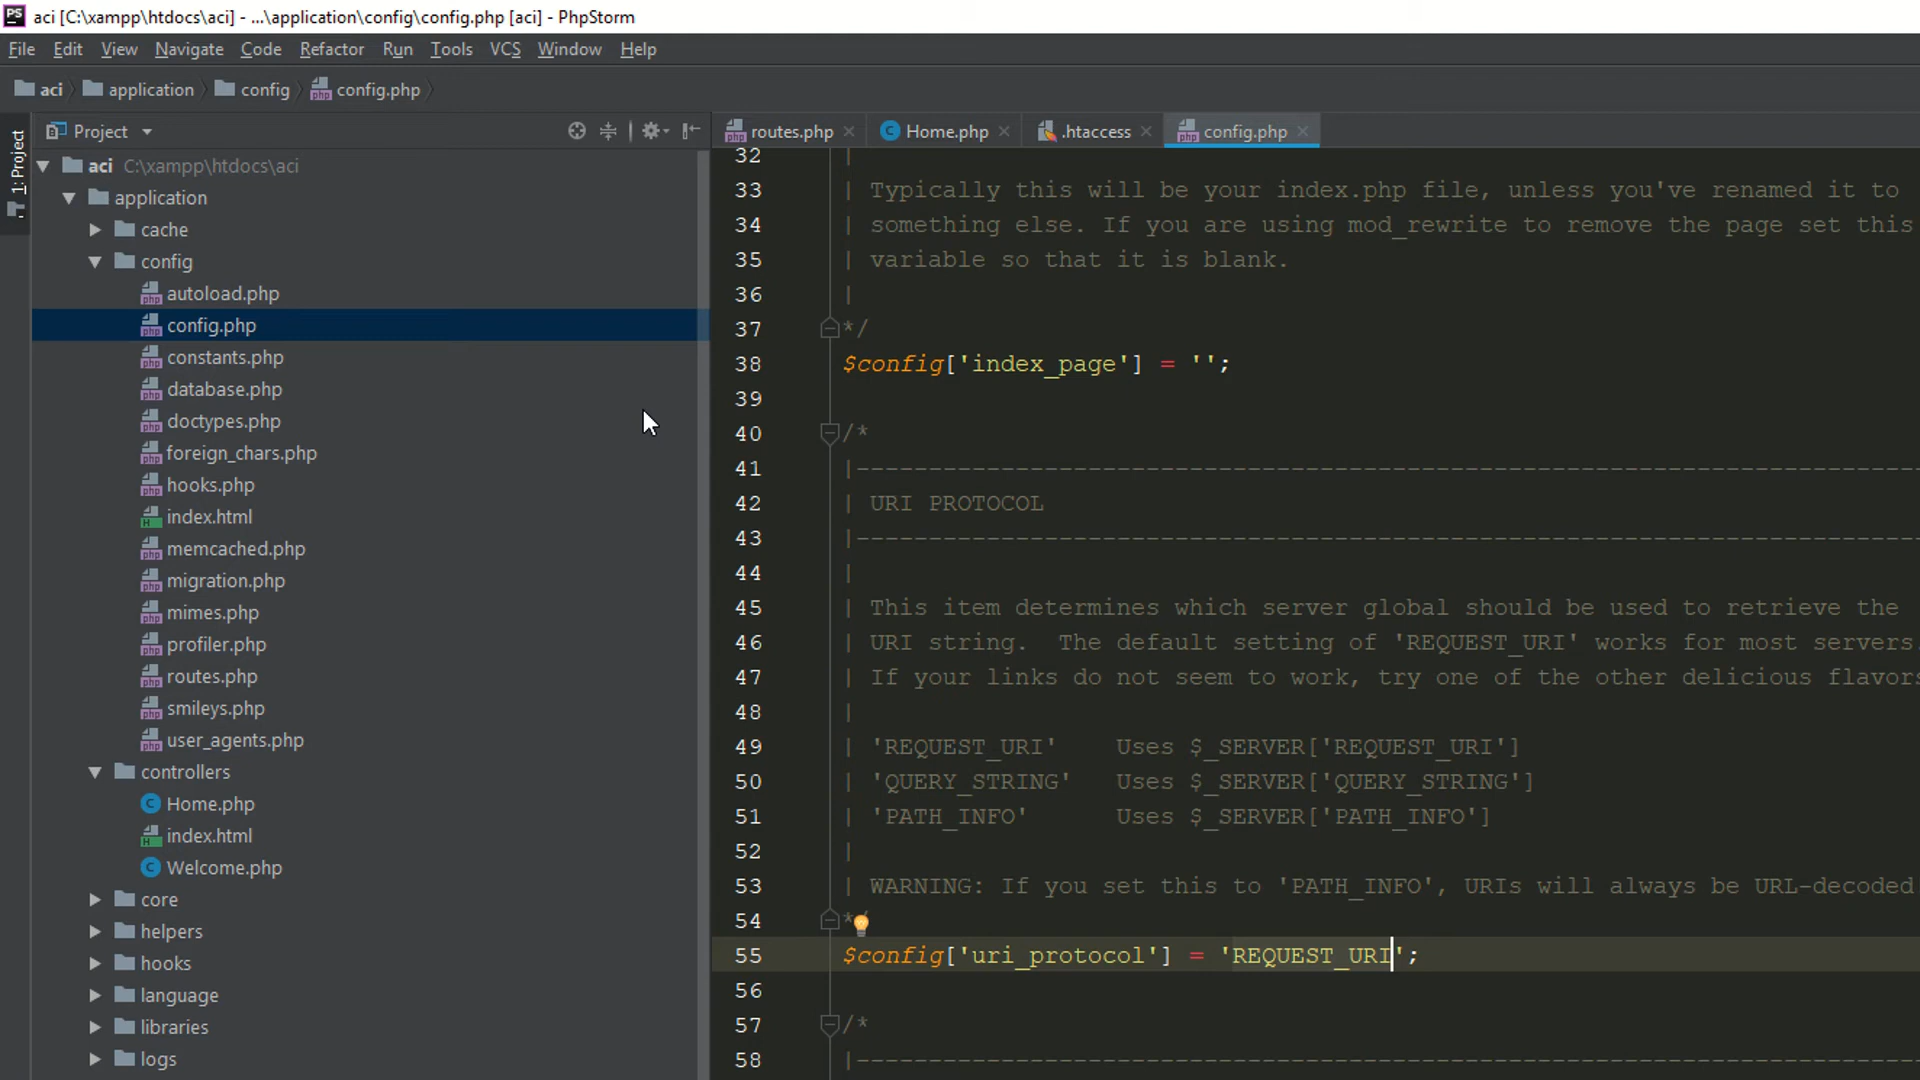 PS aci [C:\xampp\htdocs\aci] - ...\application\config\config.php [aci] - PhpStorm
File Edit View Navigate Code Refactor Run Tools VCS Window Help
aci application config config.php
1: Project
Project
routes.php Home.php .htaccess config.php
aci C:\xampp\htdocs\aci
application
cache
config
autoload.php
config.php
constants.php
database.php
doctypes.php
foreign_chars.php
hooks.php
index.html
memcached.php
migration.php
mimes.php
profiler.php
routes.php
smileys.php
user_agents.php
controllers
Home.php
index.html
Welcome.php
core
helpers
hooks
language
libraries
logs
32 |
33 | Typically this will be your index.php file, unless you've renamed it to
34 | something else. If you are using mod_rewrite to remove the page set this
35 | variable so that it is blank.
36 |
37 */
38 $config['index_page'] = '';
39
40 /*
41 |--------------------------------------------------------------------------
42 | URI PROTOCOL
43 |--------------------------------------------------------------------------
44 |
45 | This item determines which server global should be used to retrieve the
46 | URI string.  The default setting of 'REQUEST_URI' works for most servers.
47 | If your links do not seem to work, try one of the other delicious flavors
48 |
49 | 'REQUEST_URI'    Uses $_SERVER['REQUEST_URI']
50 | 'QUERY_STRING'   Uses $_SERVER['QUERY_STRING']
51 | 'PATH_INFO'      Uses $_SERVER['PATH_INFO']
52 |
53 | WARNING: If you set this to 'PATH_INFO', URIs will always be URL-decoded
54 */
55 $config['uri_protocol'] = 'REQUEST_URI';
56
57 /*
58 |--------------------------------------------------------------------------